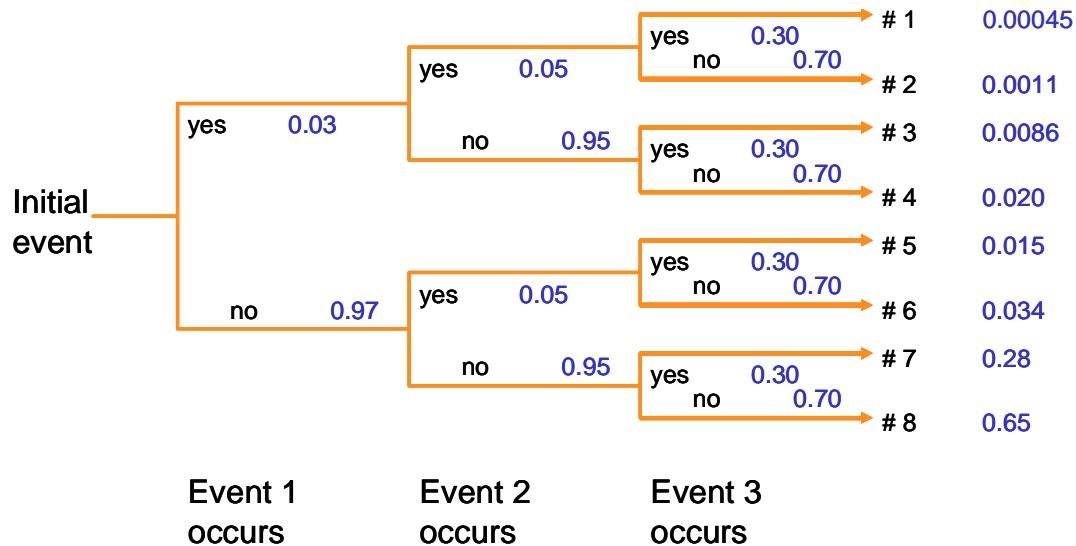 # 1 0.00045
yes 0.30
no 0.70
yes 0.05
# 2 0.0011
yes 0.03
# 3 0.0086
no 0.95
yes 0.30
no 0.70
# 4 0.020
Initial
event
# 5 0.015
yes 0.30
no 0.70
yes 0.05
no 0.97
# 6 0.034
# 7 0.28
no 0.95
yes 0.30
no 0.70
# 8 0.65
Event 1
occurs
Event 2
occurs
Event 3
occurs